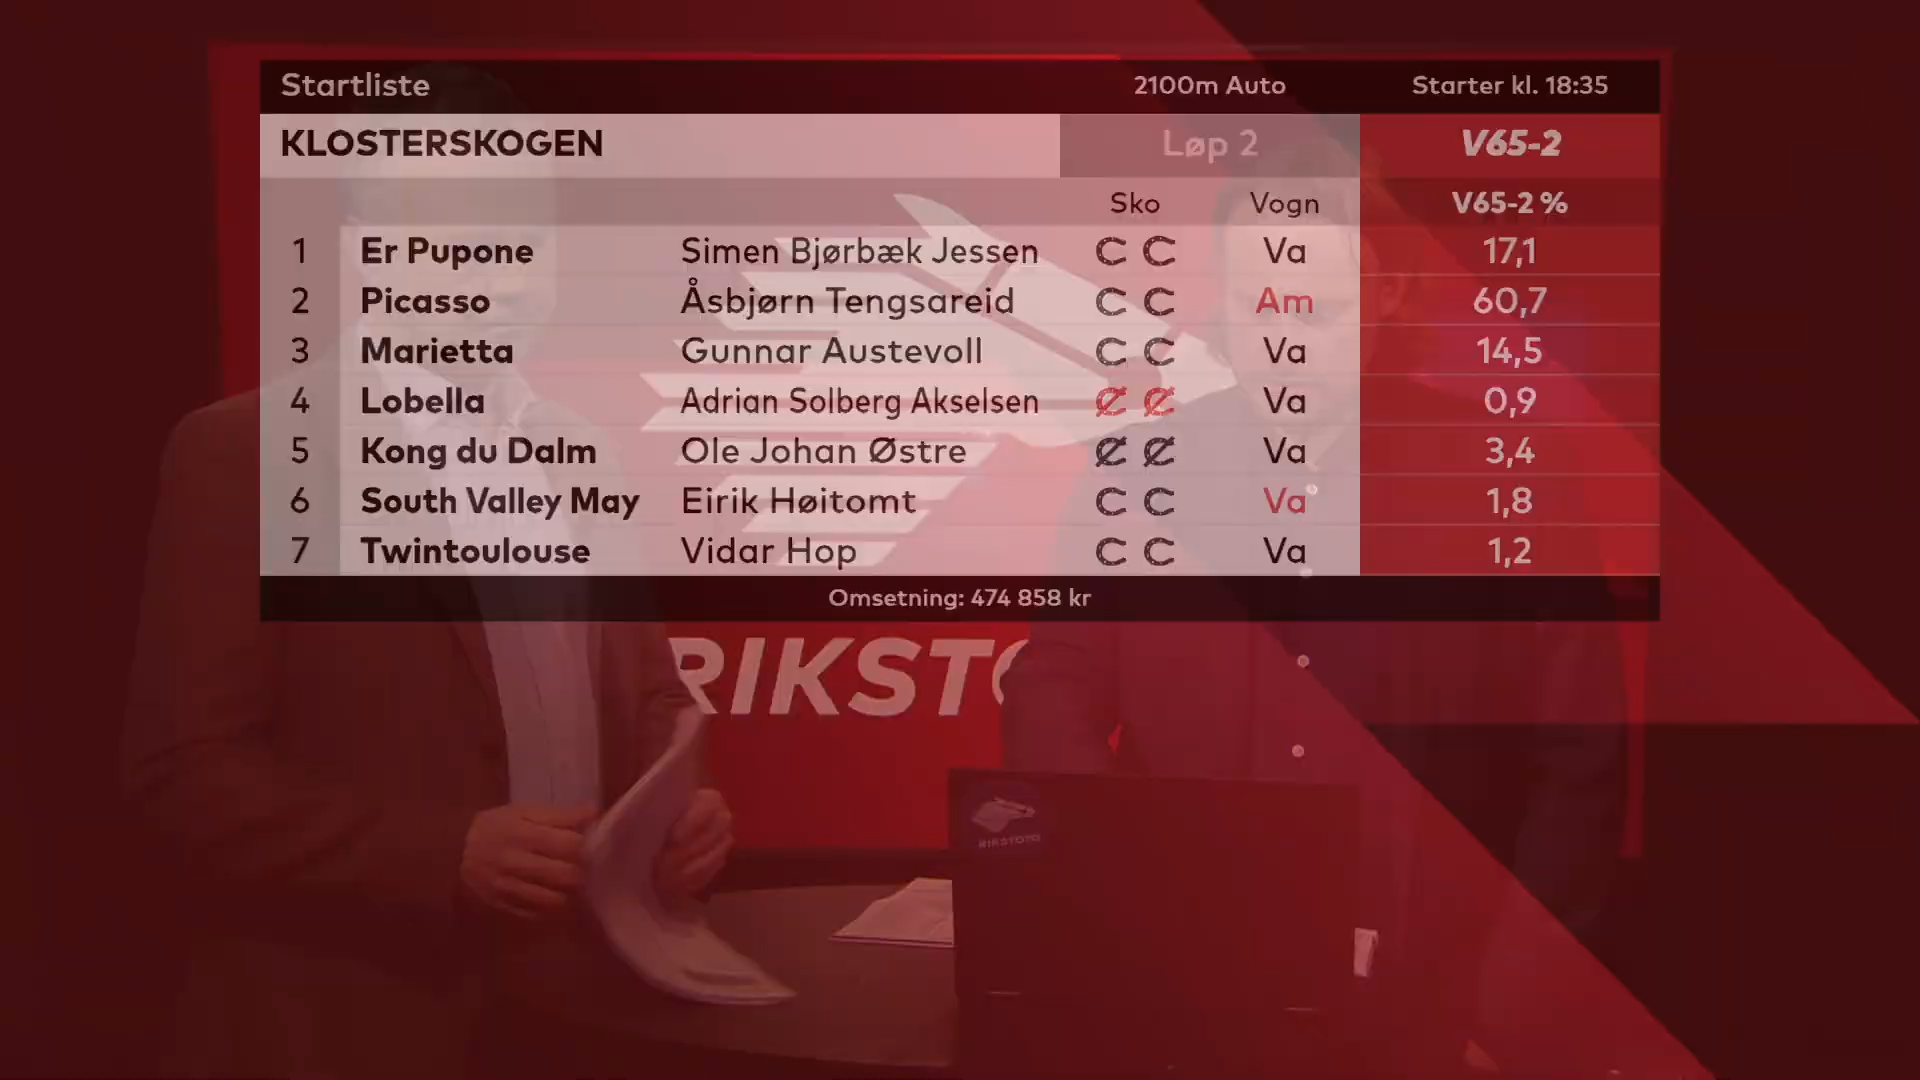 Startliste 2100m Auto Starter kl. 18:35
KLOSTERSKOGEN Løp 2 V65-2
Sko Vogn V65-2 %
1 Er Pupone Simen Bjørbæk Jessen Va 17,1
2 Picasso Åsbjørn Tengsareid Am 60,7
3 Marietta Gunnar Austevoll Va 14,5
4 Lobella Adrian Solberg Akselsen Va 0,9
5 Kong du Dalm Ole Johan Østre Va 3,4
6 South Valley May Eirik Høitomt Va 1,8
7 Twintoulouse Vidar Hop Va 1,2
Omsetning: 474 858 kr
RIKSTO
RIKSTOTO